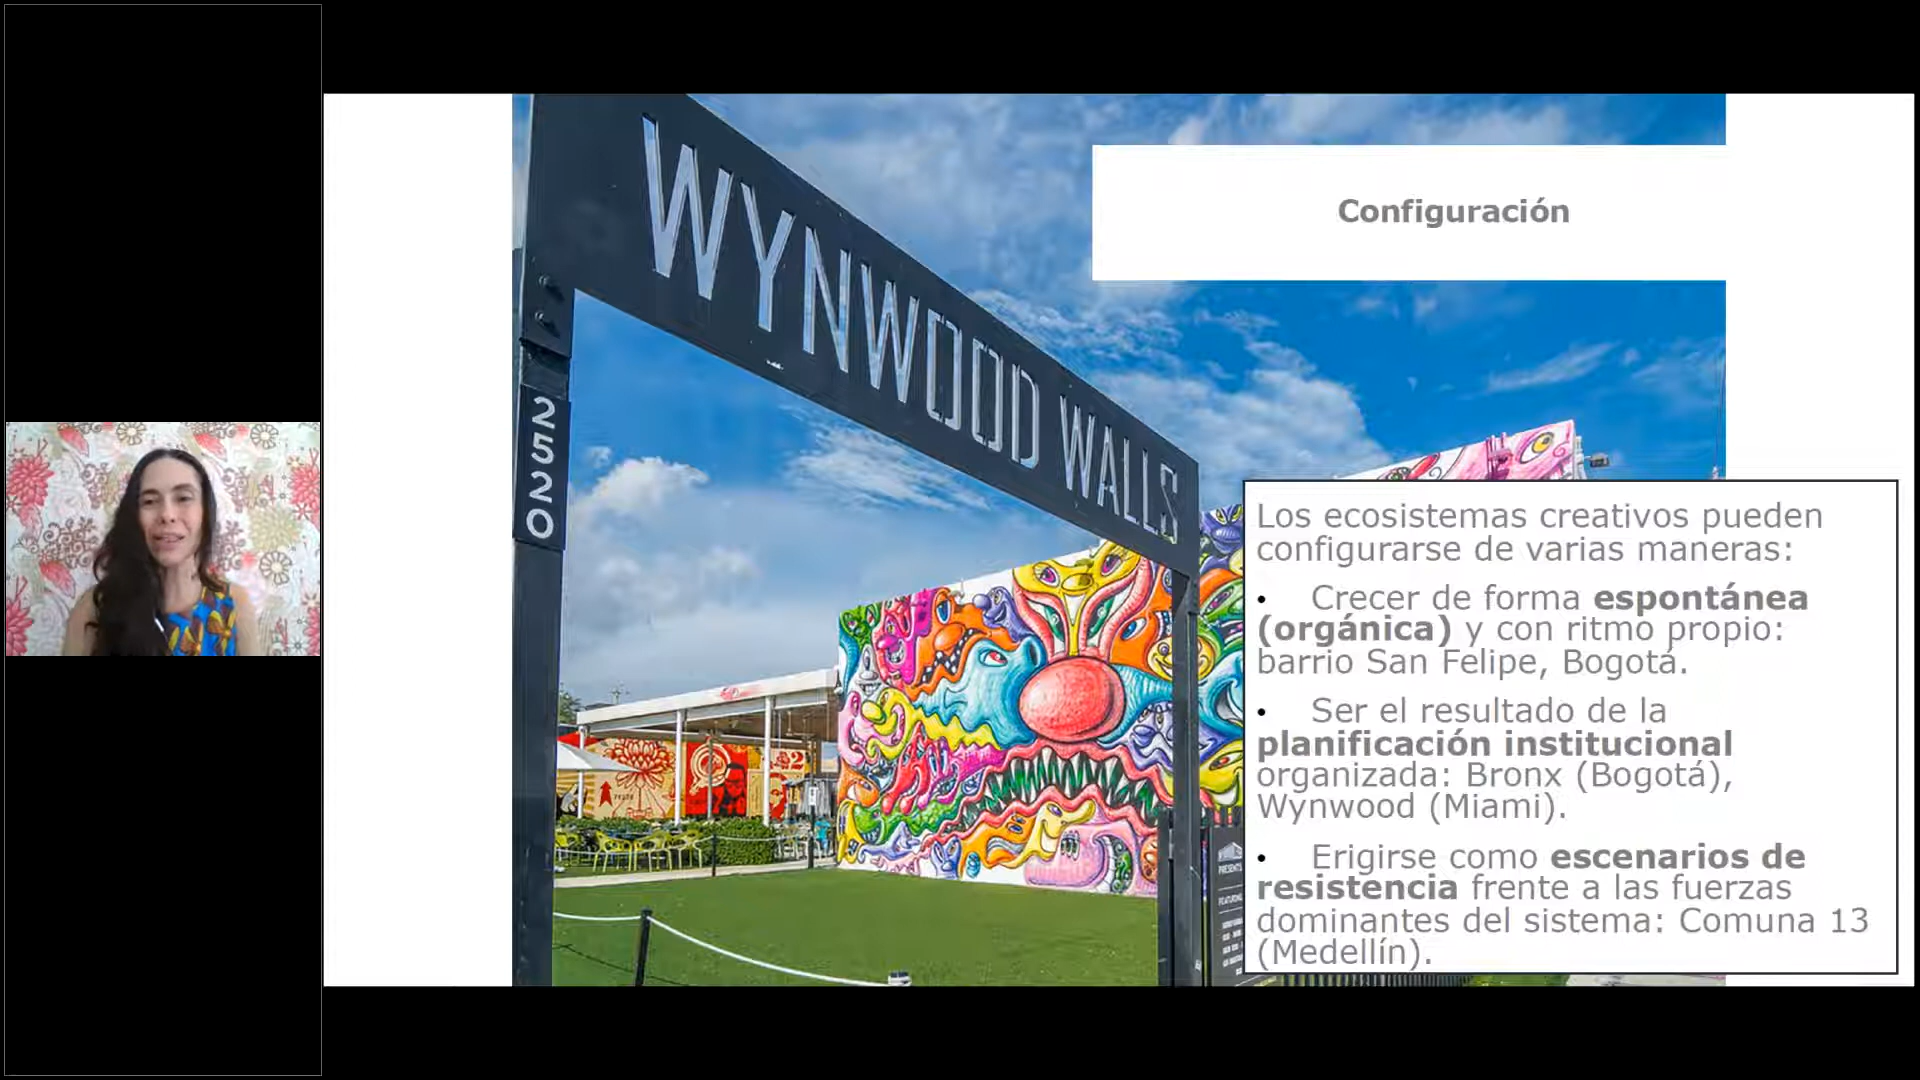 WYNWOOD WALLS
2520
Configuración
Los ecosistemas creativos pueden
configurarse de varias maneras:
• Crecer de forma espontánea
(orgánica) y con ritmo propio:
barrio San Felipe, Bogotá.
• Ser el resultado de la
planificación institucional
organizada: Bronx (Bogotá),
Wynwood (Miami).
• Erigirse como escenarios de
resistencia frente a las fuerzas
dominantes del sistema: Comuna 13
(Medellín).
PRESENTS